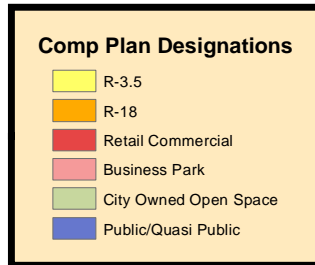 Comp Plan Designations
R-3.5
R-18
Retail Commercial
Business Park
City Owned Open Space
Public/Quasi Public